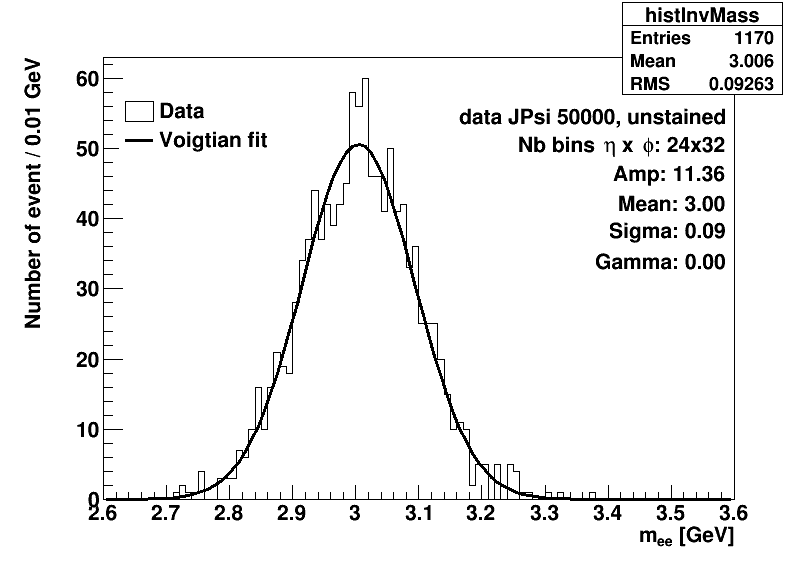 histInvMass
Entries 1170
Mean 3.006
RMS 0.09263
Number of event / 0.01 GeV
60
50
40
30
20
10
0
Data
Voigtian fit
data JPsi 50000, unstained
Nb bins η x φ: 24x32
Amp: 11.36
Mean: 3.00
Sigma: 0.09
Gamma: 0.00
2.6 2.7 2.8 2.9 3 3.1 3.2 3.3 3.4 3.5 3.6
mee [GeV]